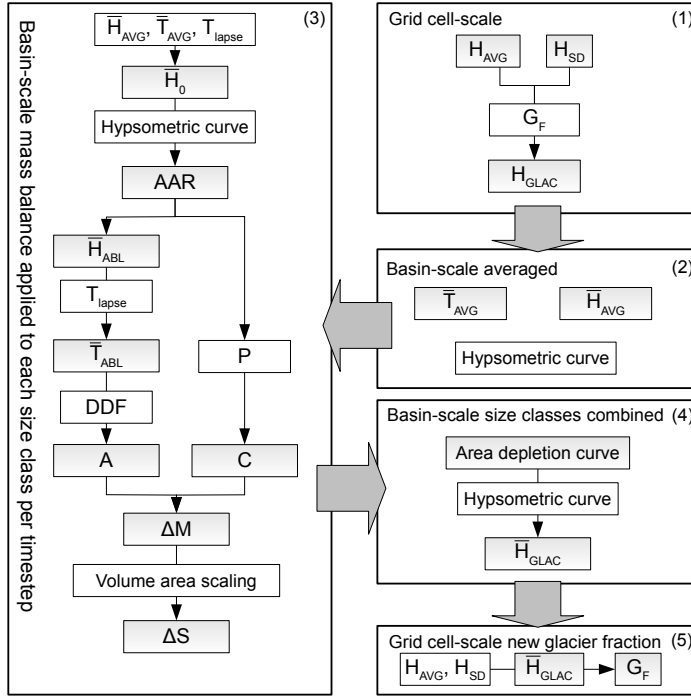 Basin-scale mass balance applied to each size class per timestep
(3)
H̅AVG, T̅AVG, Tlapse
H̅0
Hypsometric curve
AAR
H̅ABL
Tlapse
T̅ABL
P
DDF
A
C
ΔM
Volume area scaling
ΔS
Grid cell-scale
(1)
HAVG
HSD
GF
HGLAC
Basin-scale averaged
(2)
T̅AVG
H̅AVG
Hypsometric curve
Basin-scale size classes combined
(4)
Area depletion curve
Hypsometric curve
H̅GLAC
Grid cell-scale new glacier fraction
(5)
HAVG, HSD
H̅GLAC
GF